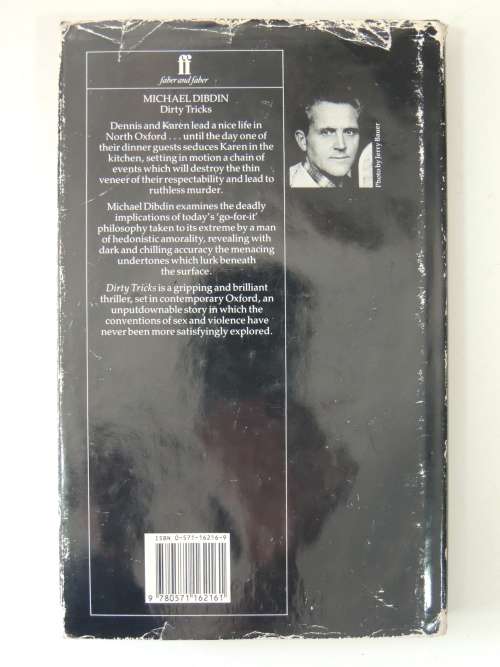 ff
faber and faber
MICHAEL DIBDIN
Dirty Tricks
Dennis and Karen lead a nice life in
North Oxford . . . until the day one of
their dinner guests seduces Karen in the
kitchen, setting in motion a chain of
events which will destroy the thin
veneer of their respectability and lead to
ruthless murder.
Michael Dibdin examines the deadly
implications of today's 'go-for-it'
philosophy taken to its extreme by a man
of hedonistic amorality, revealing with
dark and chilling accuracy the menacing
undertones which lurk beneath
the surface.
Dirty Tricks is a gripping and brilliant
thriller, set in contemporary Oxford, an
unputdownable story in which the
conventions of sex and violence have
never been more satisfyingly explored.
Photo by Jerry Bauer
ISBN 0-571-16216-9
9 780571 162161